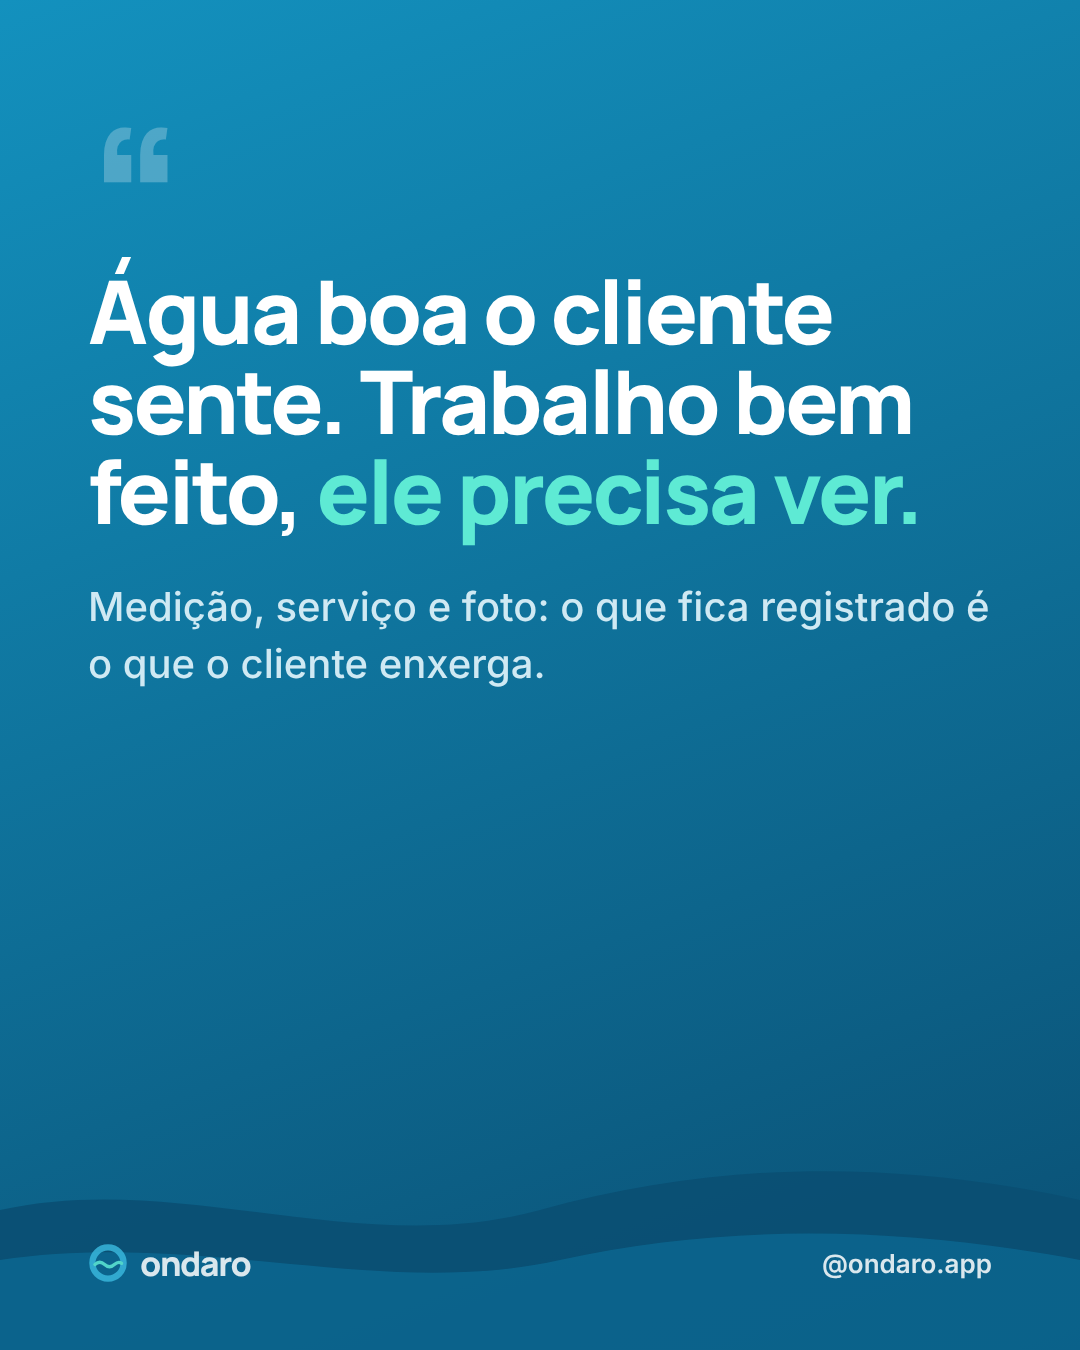 “
Água boa o cliente
sente. Trabalho bem
feito, ele precisa ver.
Medição, serviço e foto: o que fica registrado é
o que o cliente enxerga.
ondaro
@ondaro.app